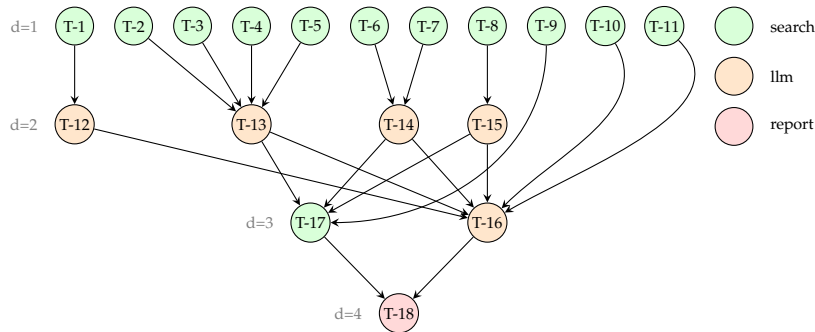 d=1 T-1 T-2 T-3 T-4 T-5 T-6 T-7 T-8 T-9 T-10 T-11 search
llm
d=2 T-12 T-13 T-14 T-15 report
d=3 T-17 T-16
d=4 T-18